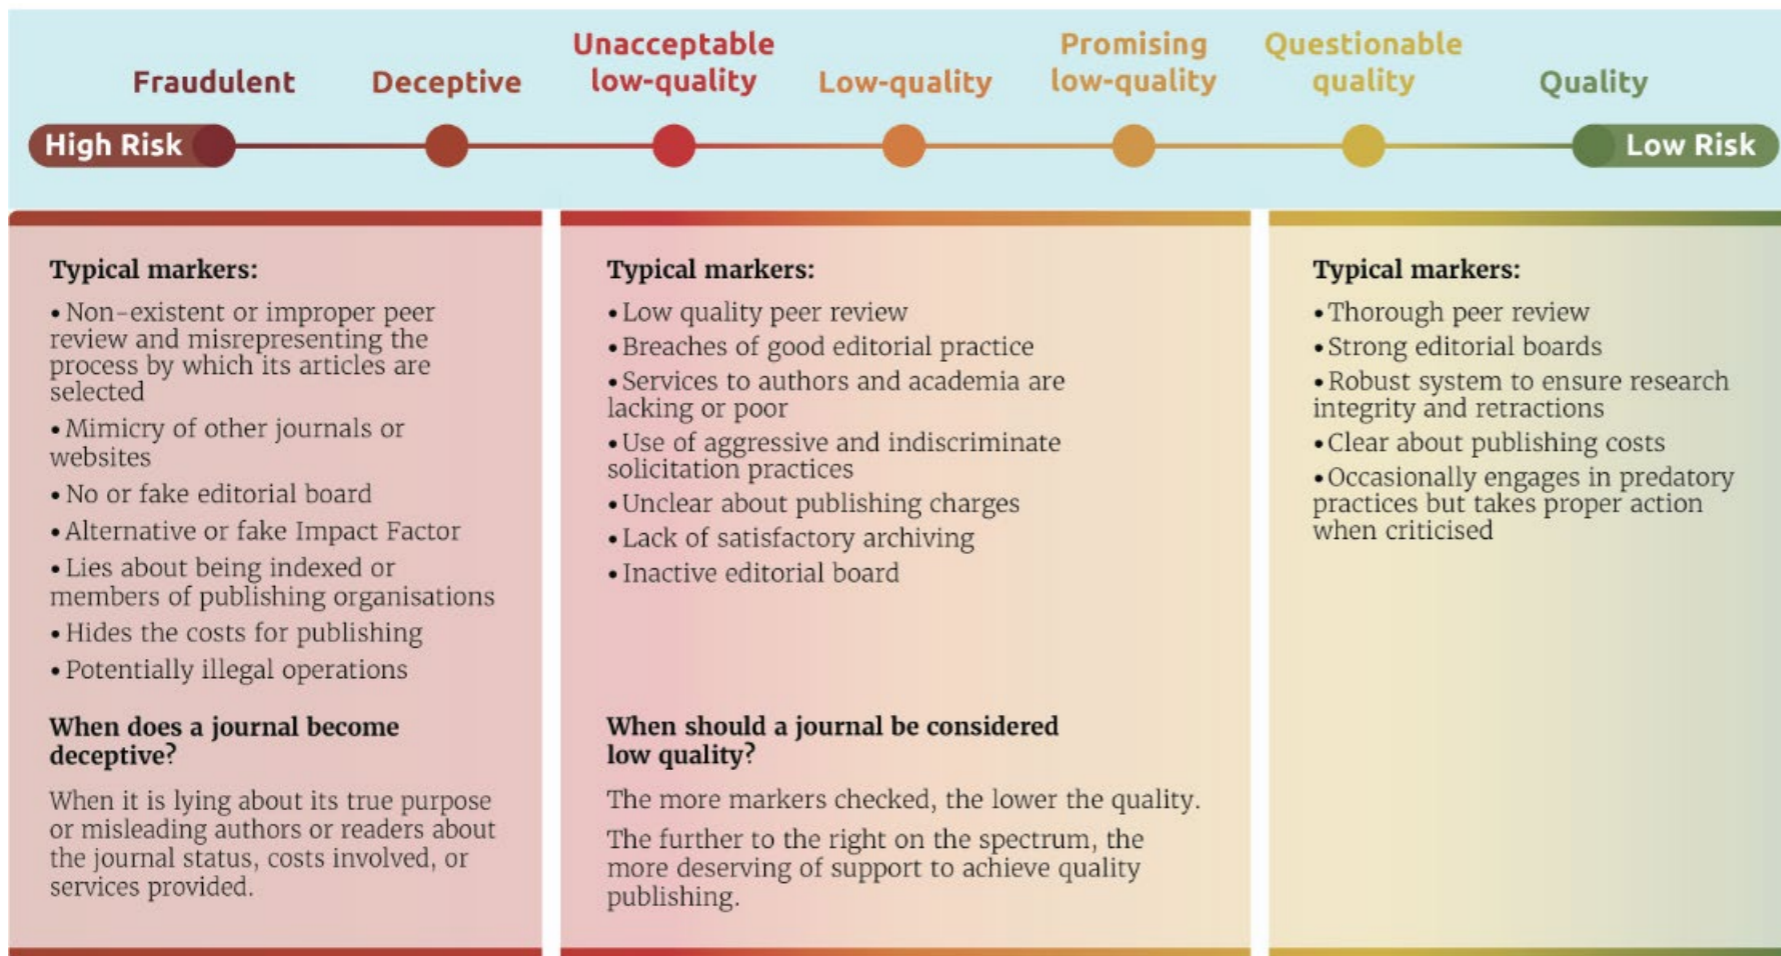 Unacceptable
low-quality
Promising
low-quality
Questionable
quality
Fraudulent
Deceptive
Low-quality
Quality
High Risk
Low Risk
Typical markers:
• Non-existent or improper peer
review and misrepresenting the
process by which its articles are
selected
• Mimicry of other journals or
websites
• No or fake editorial board
• Alternative or fake Impact Factor
• Lies about being indexed or
members of publishing organisations
• Hides the costs for publishing
• Potentially illegal operations
When does a journal become
deceptive?
When it is lying about its true purpose
or misleading authors or readers about
the journal status, costs involved, or
services provided.
Typical markers:
• Low quality peer review
• Breaches of good editorial practice
• Services to authors and academia are
lacking or poor
• Use of aggressive and indiscriminate
solicitation practices
• Unclear about publishing charges
• Lack of satisfactory archiving
• Inactive editorial board
When should a journal be considered
low quality?
The more markers checked, the lower the quality.
The further to the right on the spectrum, the
more deserving of support to achieve quality
publishing.
Typical markers:
• Thorough peer review
• Strong editorial boards
• Robust system to ensure research
integrity and retractions
• Clear about publishing costs
• Occasionally engages in predatory
practices but takes proper action
when criticised